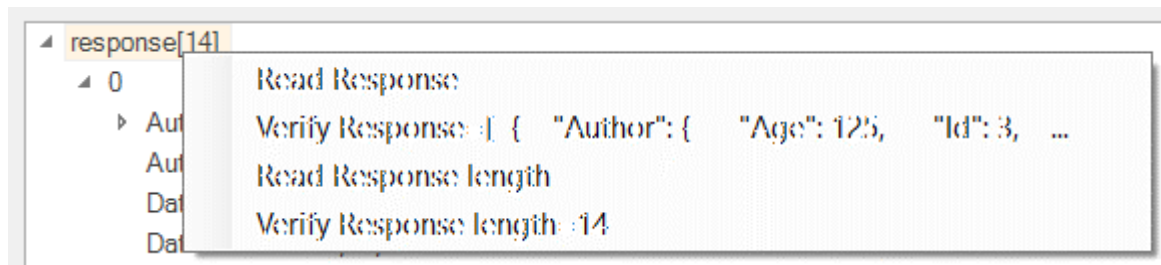 response[14]
Read Response
0
Verify Response =[ { "Author": { "Age": 125, "Id": 3, ...
Aut
Read Response length
Aut
Dat
Verify Response length =14
Dat